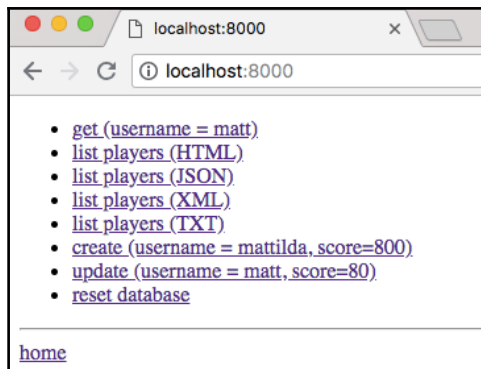 localhost:8000
localhost:8000
get (username = matt)
list players (HTML)
list players (JSON)
list players (XML)
list players (TXT)
create (username = mattilda, score=800)
update (username = matt, score=80)
reset database
home